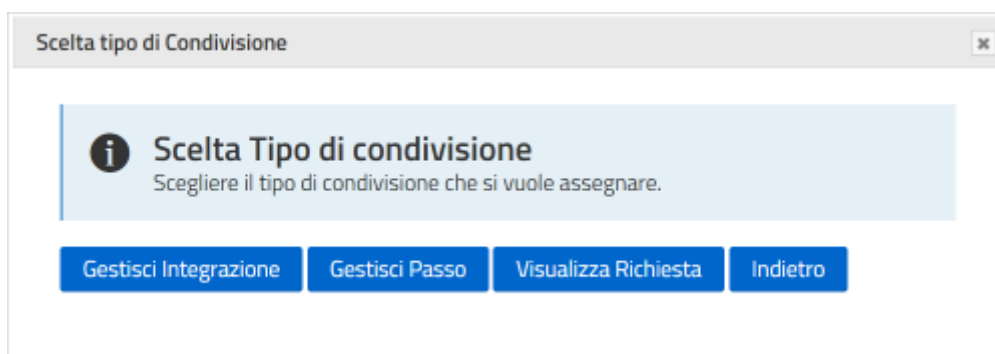 Scelta tipo di Condivisione
Scelta Tipo di condivisione
Scegliere il tipo di condivisione che si vuole assegnare.
Gestisci Integrazione Gestisci Passo Visualizza Richiesta Indietro